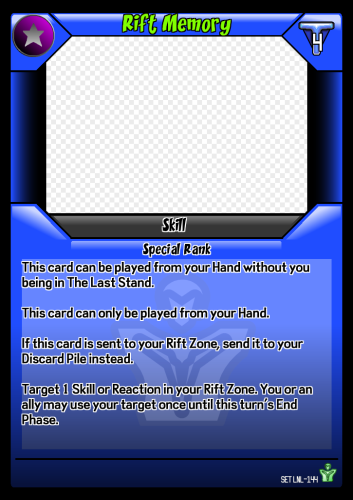 Rift Memory
4
Skill
Special Rank
This card can be played from your Hand without you
being in The Last Stand.
This card can only be played from your Hand.
If this card is sent to your Rift Zone, send it to your
Discard Pile instead.
Target 1 Skill or Reaction in your Rift Zone. You or an
ally may use your target once until this turn's End
Phase.
SET LNL-144